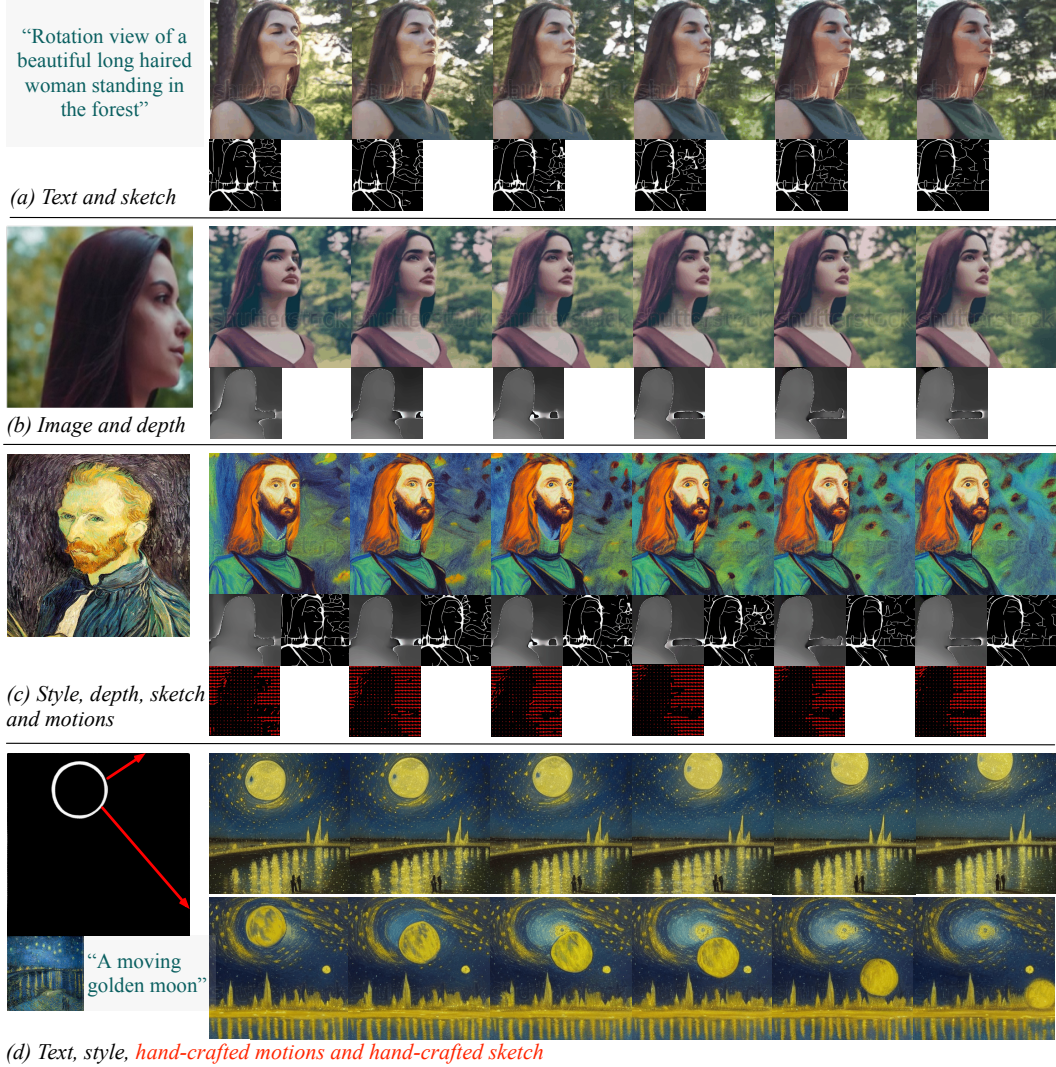 “Rotation view of a
beautiful long haired
woman standing in
the forest”
(a) Text and sketch
shutterstock
(b) Image and depth
(c) Style, depth, sketch
and motions
“A moving
golden moon”
(d) Text, style, hand-crafted motions and hand-crafted sketch